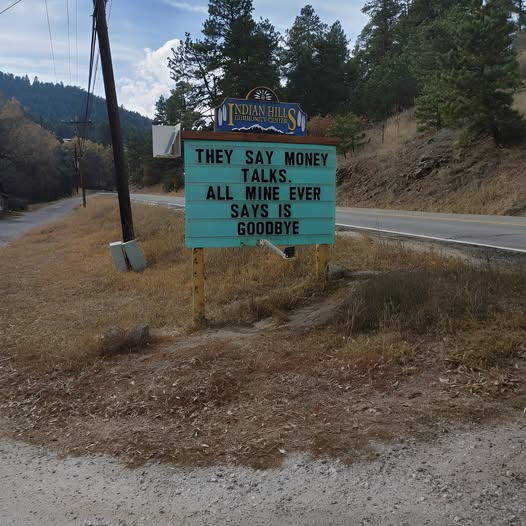 INDIAN HILLS
COMMUNITY CENTER
THEY SAY MONEY
TALKS.
ALL MINE EVER
SAYS IS
GOODBYE